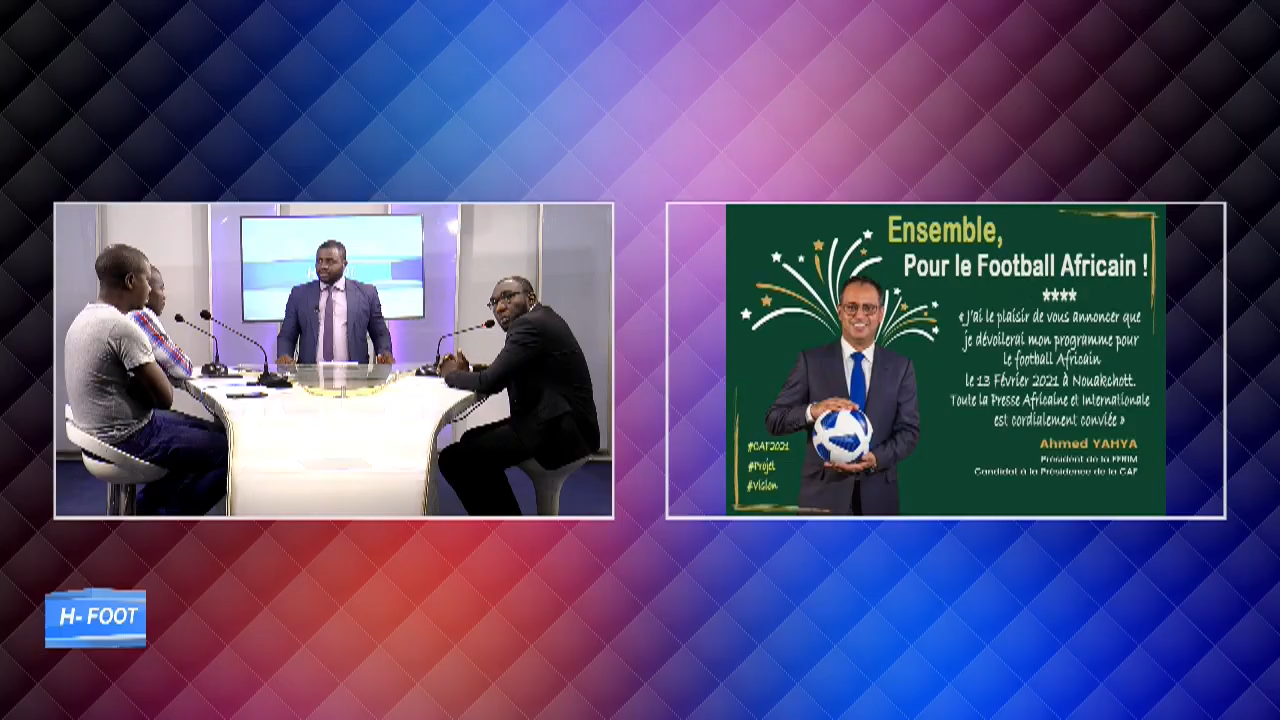 Ensemble,
Pour le Football Africain !
****
« J'ai le plaisir de vous annoncer que
je dévoilerai mon programme pour
le football Africain
le 13 Février 2021 à Nouakchott.
Toute la Presse Africaine et Internationale
est cordialement conviée »
Ahmed YAHYA
Président de la FFRIM
Candidat à la Présidence de la CAF
#CAF2021
#Projet
#Vision
H- FOOT